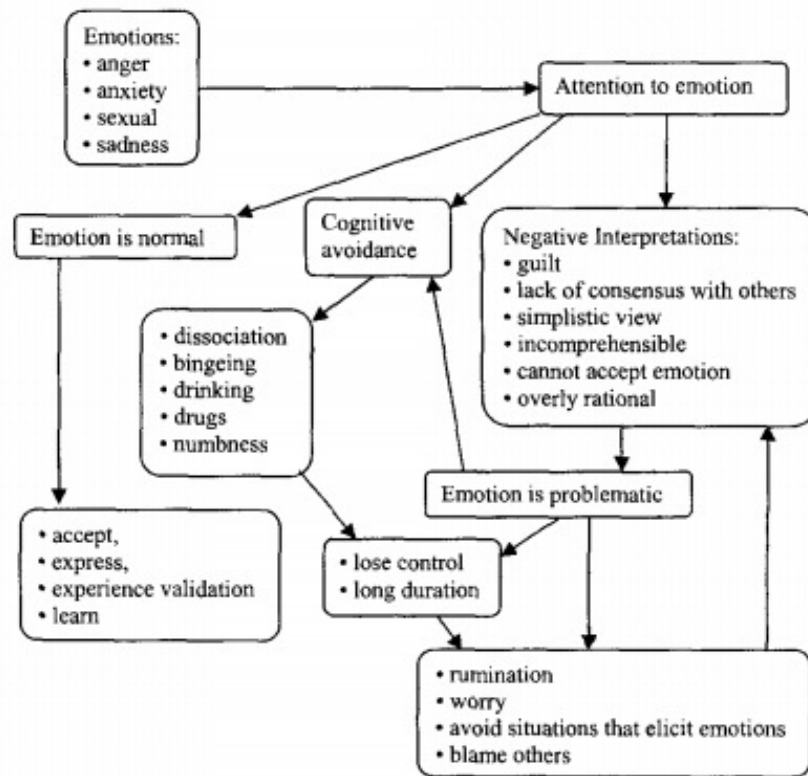 Emotions:
• anger
• anxiety
• sexual
• sadness
Attention to emotion
Emotion is normal
Cognitive
avoidance
Negative Interpretations:
• guilt
• lack of consensus with others
• simplistic view
• incomprehensible
• cannot accept emotion
• overly rational
• dissociation
• bingeing
• drinking
• drugs
• numbness
Emotion is problematic
• accept,
• express,
• experience validation
• learn
• lose control
• long duration
• rumination
• worry
• avoid situations that elicit emotions
• blame others